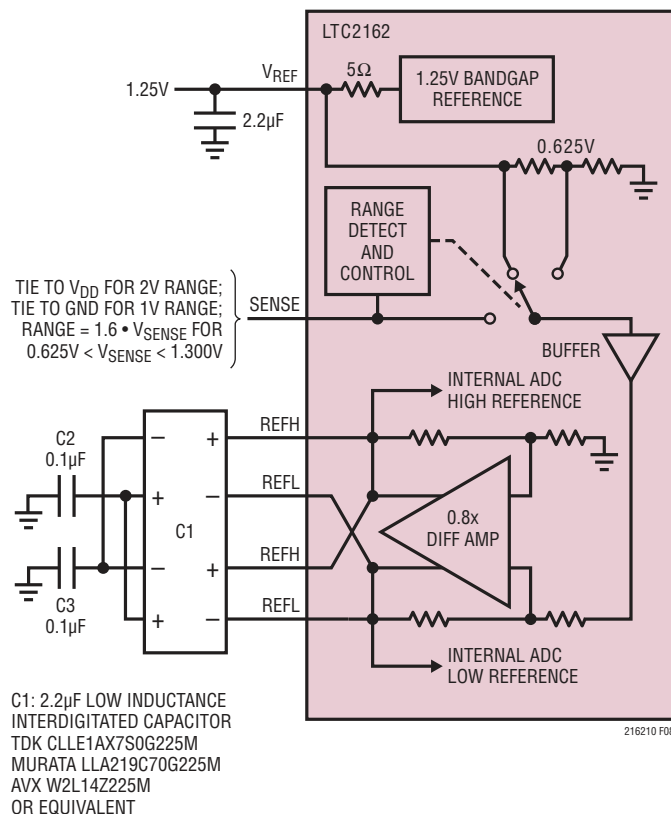 LTC2162
1.25V
VREF
5Ω
1.25V BANDGAP
REFERENCE
2.2µF
0.625V
RANGE
DETECT
AND
CONTROL
TIE TO VDD FOR 2V RANGE;
TIE TO GND FOR 1V RANGE;
RANGE = 1.6 • VSENSE FOR
0.625V < VSENSE < 1.300V
SENSE
BUFFER
INTERNAL ADC
HIGH REFERENCE
C2
0.1µF
C3
0.1µF
–
+
–
+
C1
+
–
+
–
REFH
REFL
REFH
REFL
0.8x
DIFF AMP
INTERNAL ADC
LOW REFERENCE
216210 F08
C1: 2.2µF LOW INDUCTANCE
INTERDIGITATED CAPACITOR
TDK CLLE1AX7S0G225M
MURATA LLA219C70G225M
AVX W2L14Z225M
OR EQUIVALENT